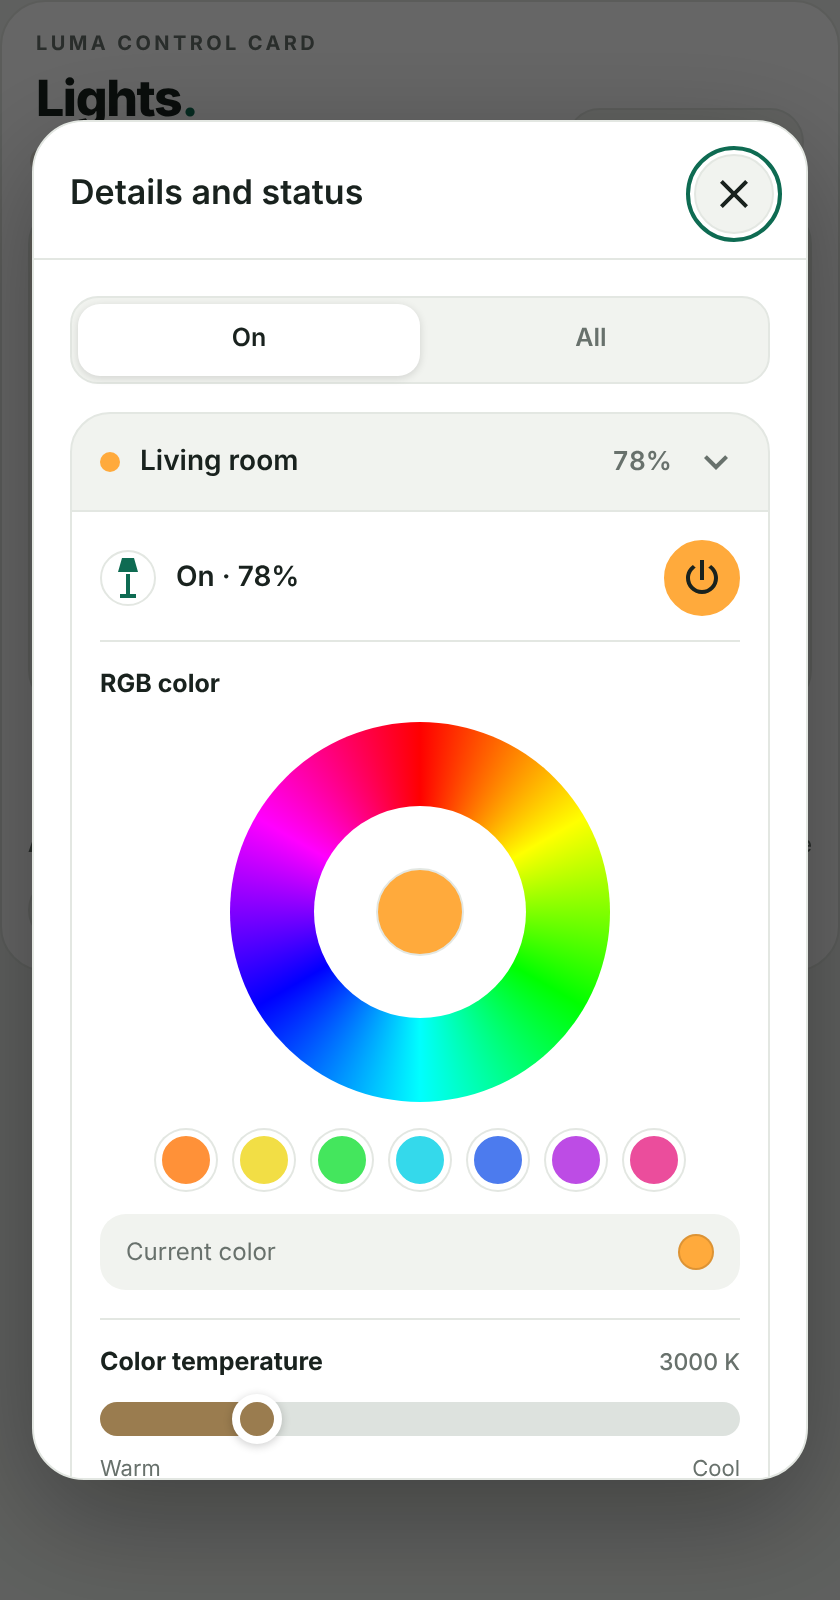 LUMA CONTROL CARD
Lights.
Details and status
On
All
Living room
78%
On · 78%
RGB color
Current color
Color temperature
3000 K
Warm
Cool